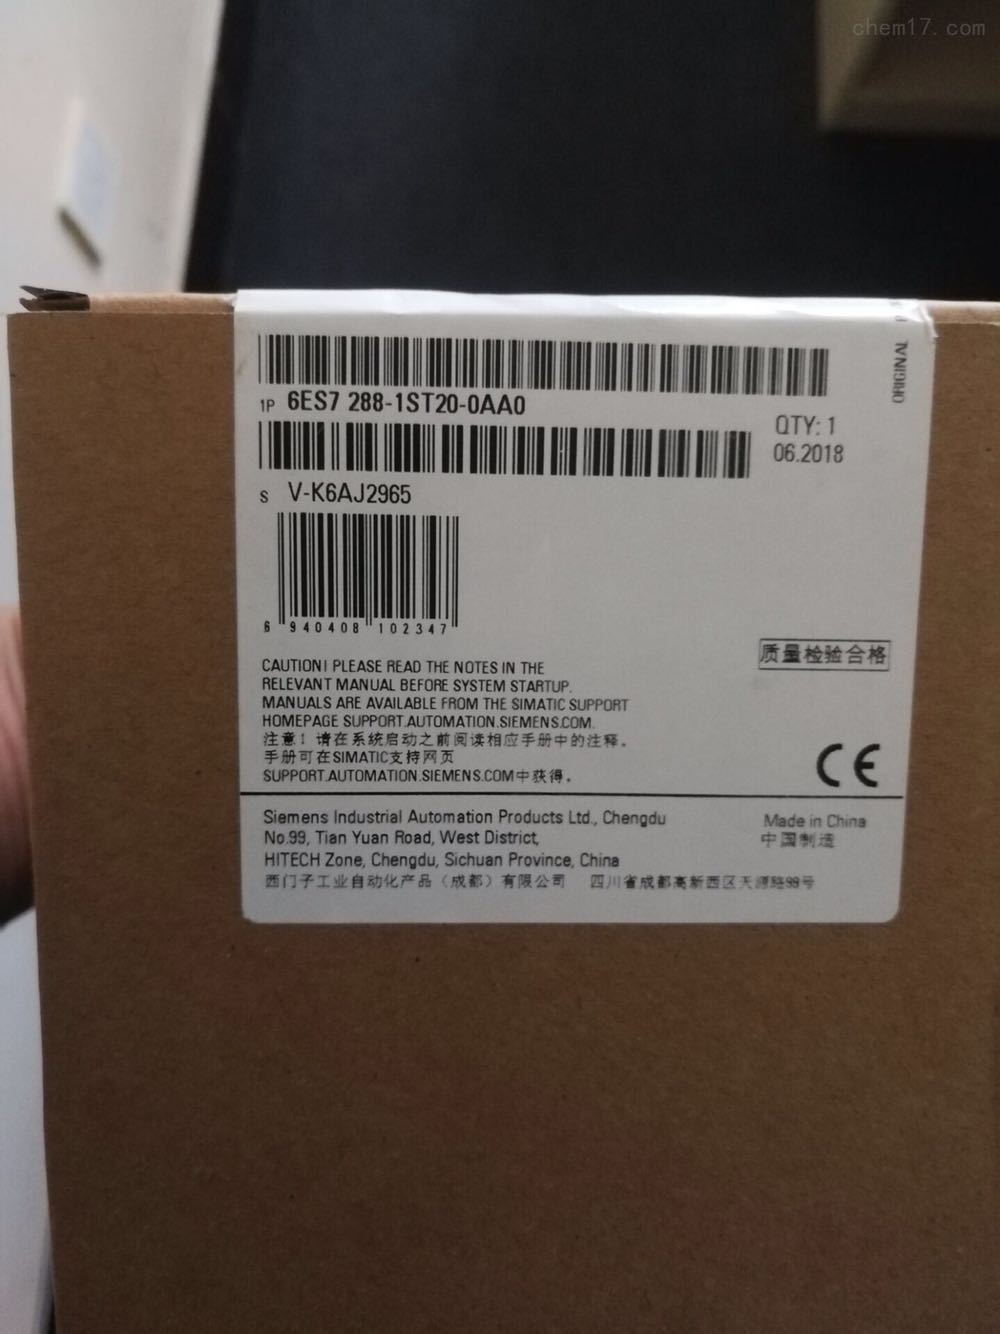 chem17.com
ORIGINAL
1P 6ES7 288-1ST20-0AA0
QTY: 1
06.2018
S V-K6AJ2965
6 940408 102347
质量检验合格
CAUTION! PLEASE READ THE NOTES IN THE
RELEVANT MANUAL BEFORE SYSTEM STARTUP.
MANUALS ARE AVAILABLE FROM THE SIMATIC SUPPORT
HOMEPAGE SUPPORT.AUTOMATION.SIEMENS.COM.
注意！请在系统启动之前阅读相应手册中的注释。
手册可在SIMATIC支持网页
SUPPORT.AUTOMATION.SIEMENS.COM中获得。
CE
Siemens Industrial Automation Products Ltd., Chengdu
No.99, Tian Yuan Road, West District,
HITECH Zone, Chengdu, Sichuan Province, China
Made in China
中国制造
西门子工业自动化产品（成都）有限公司 四川省成都高新西区天源路99号